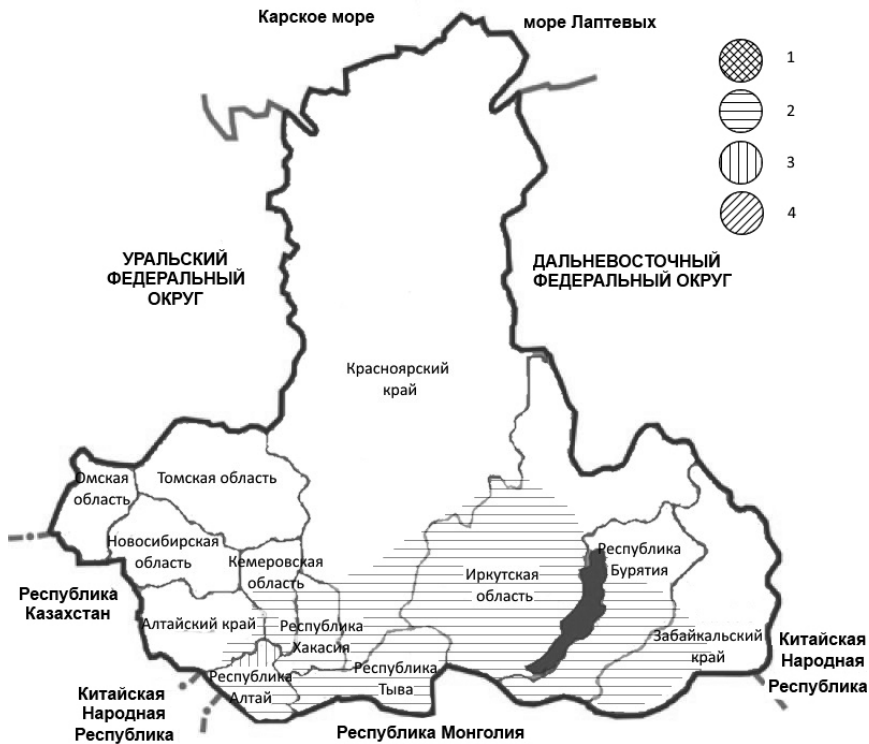 Карское море
море Лаптевых
1
2
3
4
УРАЛЬСКИЙ
ФЕДЕРАЛЬНЫЙ
ОКРУГ
ДАЛЬНЕВОСТОЧНЫЙ
ФЕДЕРАЛЬНЫЙ ОКРУГ
Красноярский
край
Омская
область
Томская область
Новосибирская
область
Кемеровская
область
Иркутская
область
Республика
Бурятия
Республика
Казахстан
Алтайский край
Республика
Хакасия
Забайкальский
край
Китайская
Народная
Республика
Республика
Алтай
Республика
Тыва
Китайская
Народная
Республика
Республика Монголия